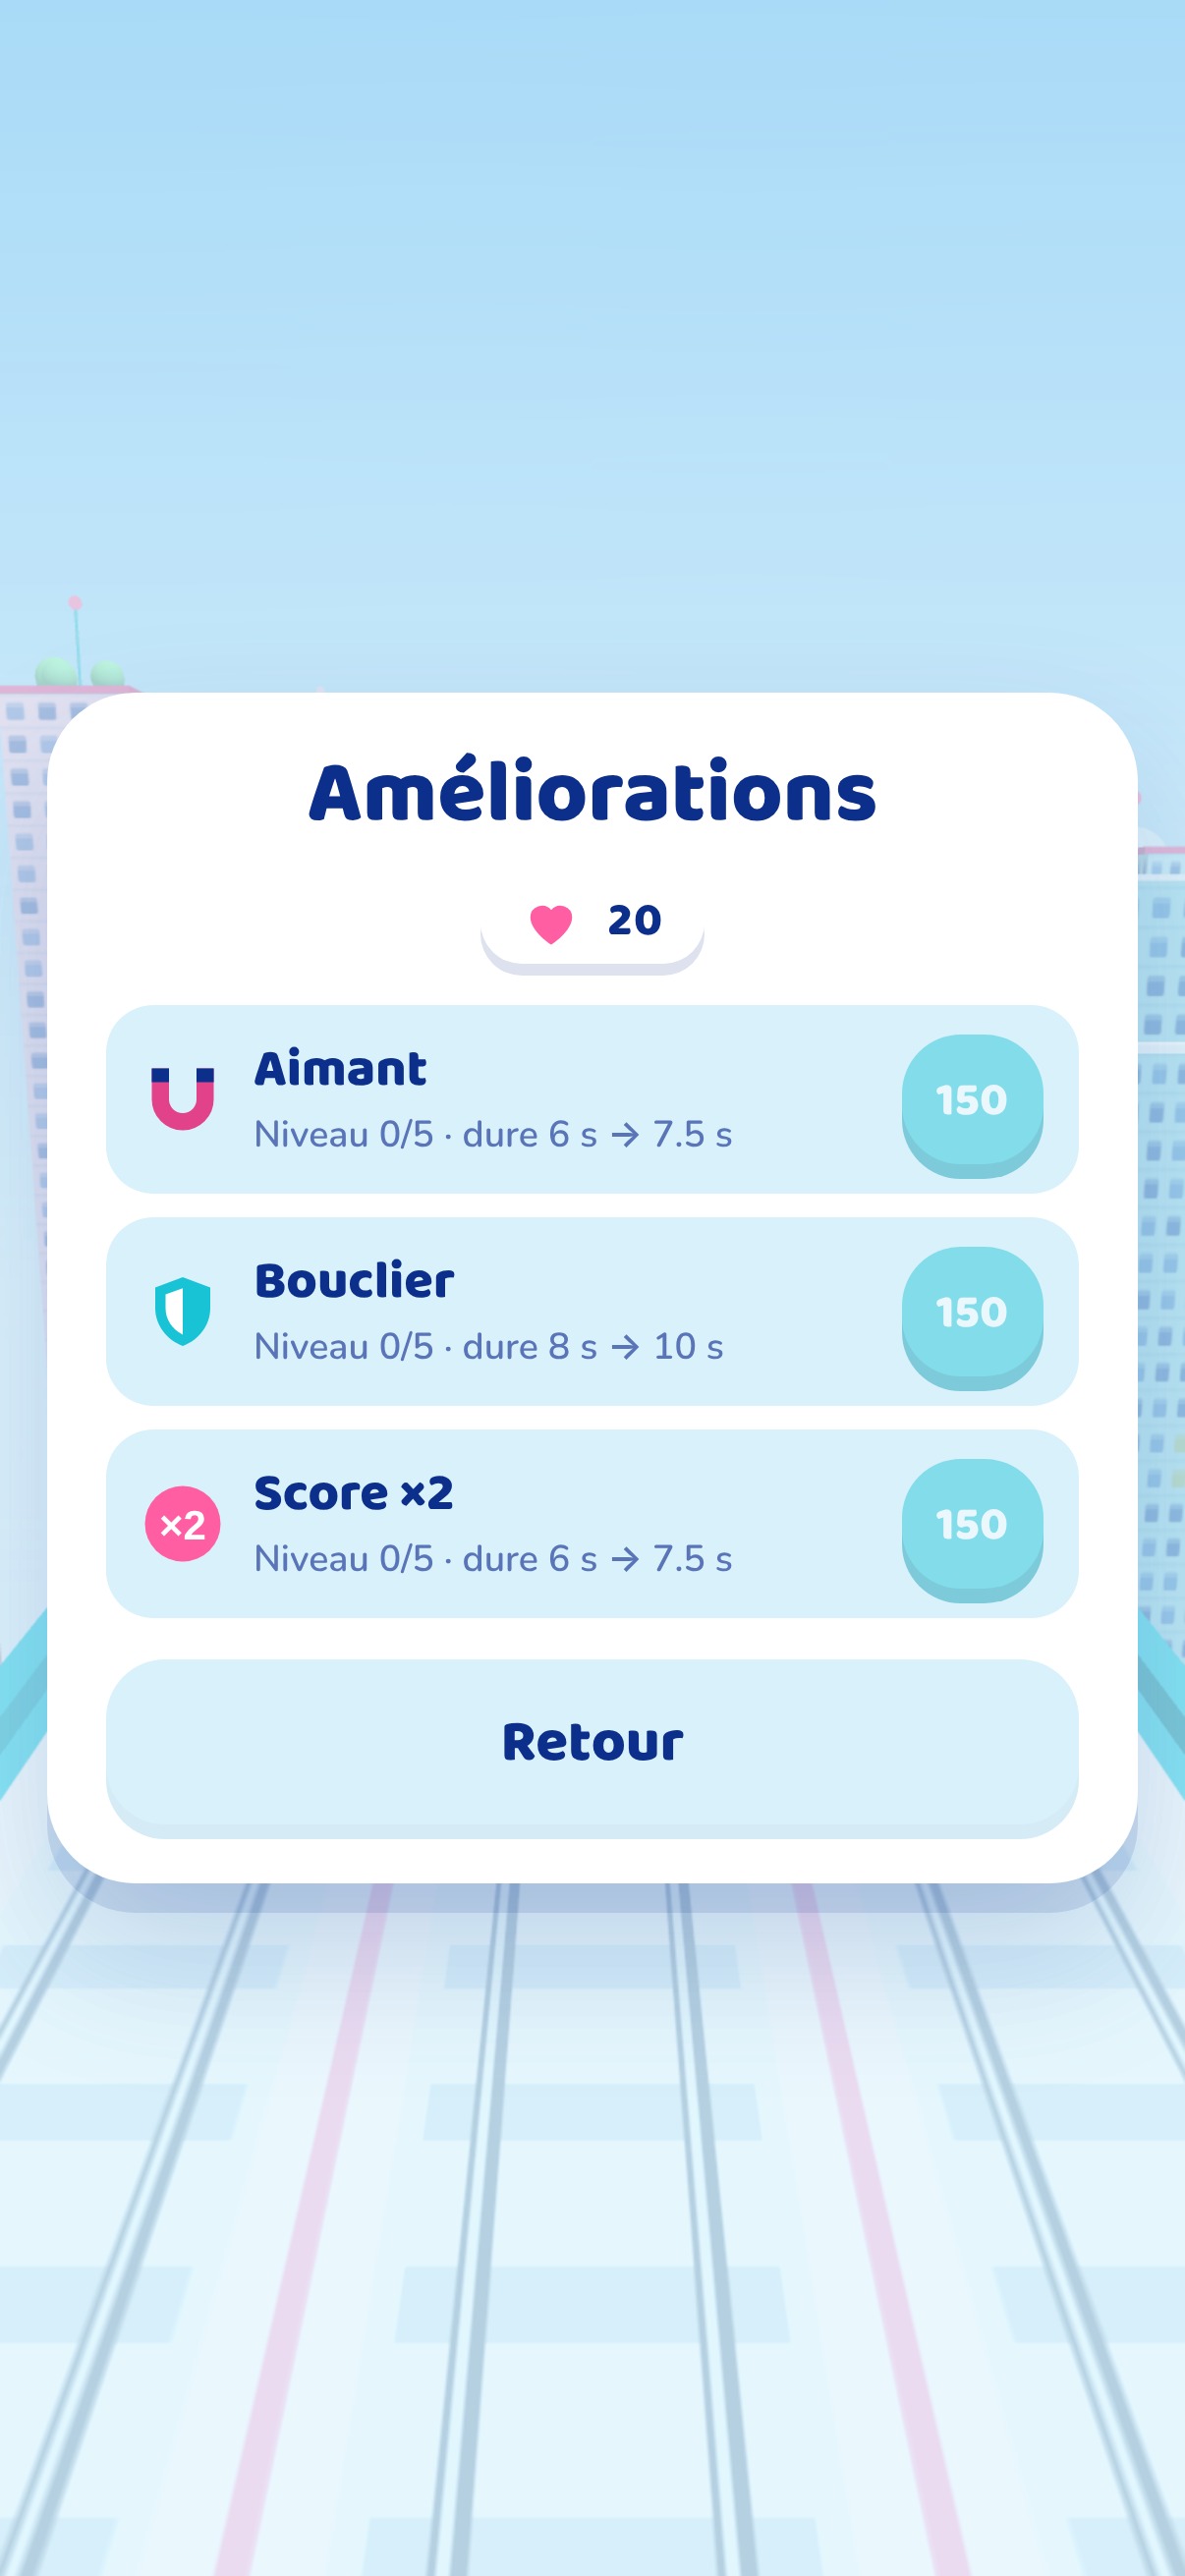 Améliorations
20
Aimant
Niveau 0/5 · dure 6 s → 7.5 s
150
Bouclier
Niveau 0/5 · dure 8 s → 10 s
150
×2
Score ×2
Niveau 0/5 · dure 6 s → 7.5 s
150
Retour